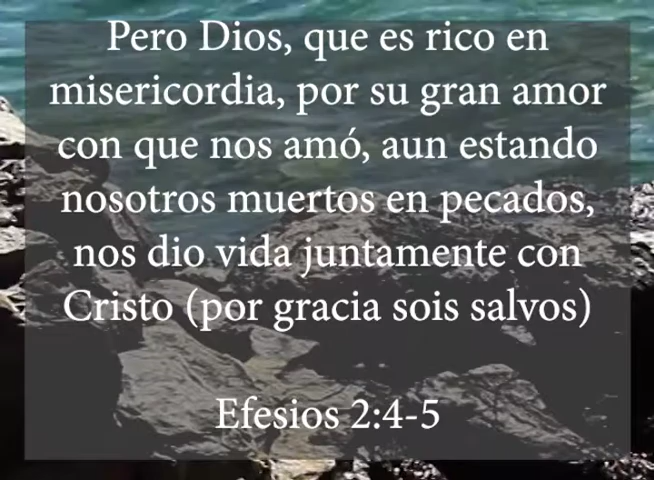 Pero Dios, que es rico en
misericordia, por su gran amor
con que nos amó, aun estando
nosotros muertos en pecados,
nos dio vida juntamente con
Cristo (por gracia sois salvos)
Efesios 2:4-5